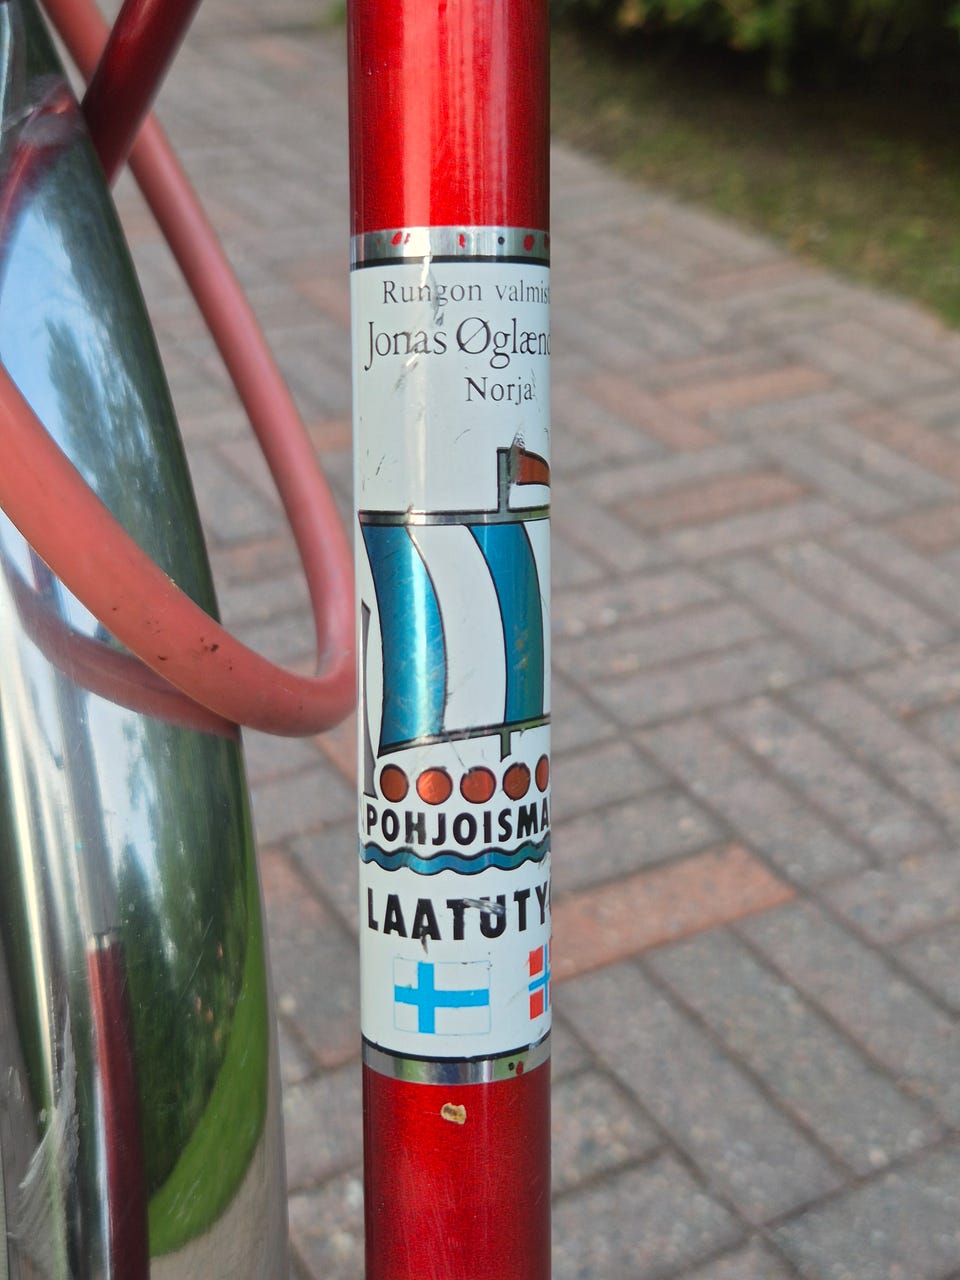 Rungon valmist
Jonas Øglænd
Norja
POHJOISMA
LAATUTY